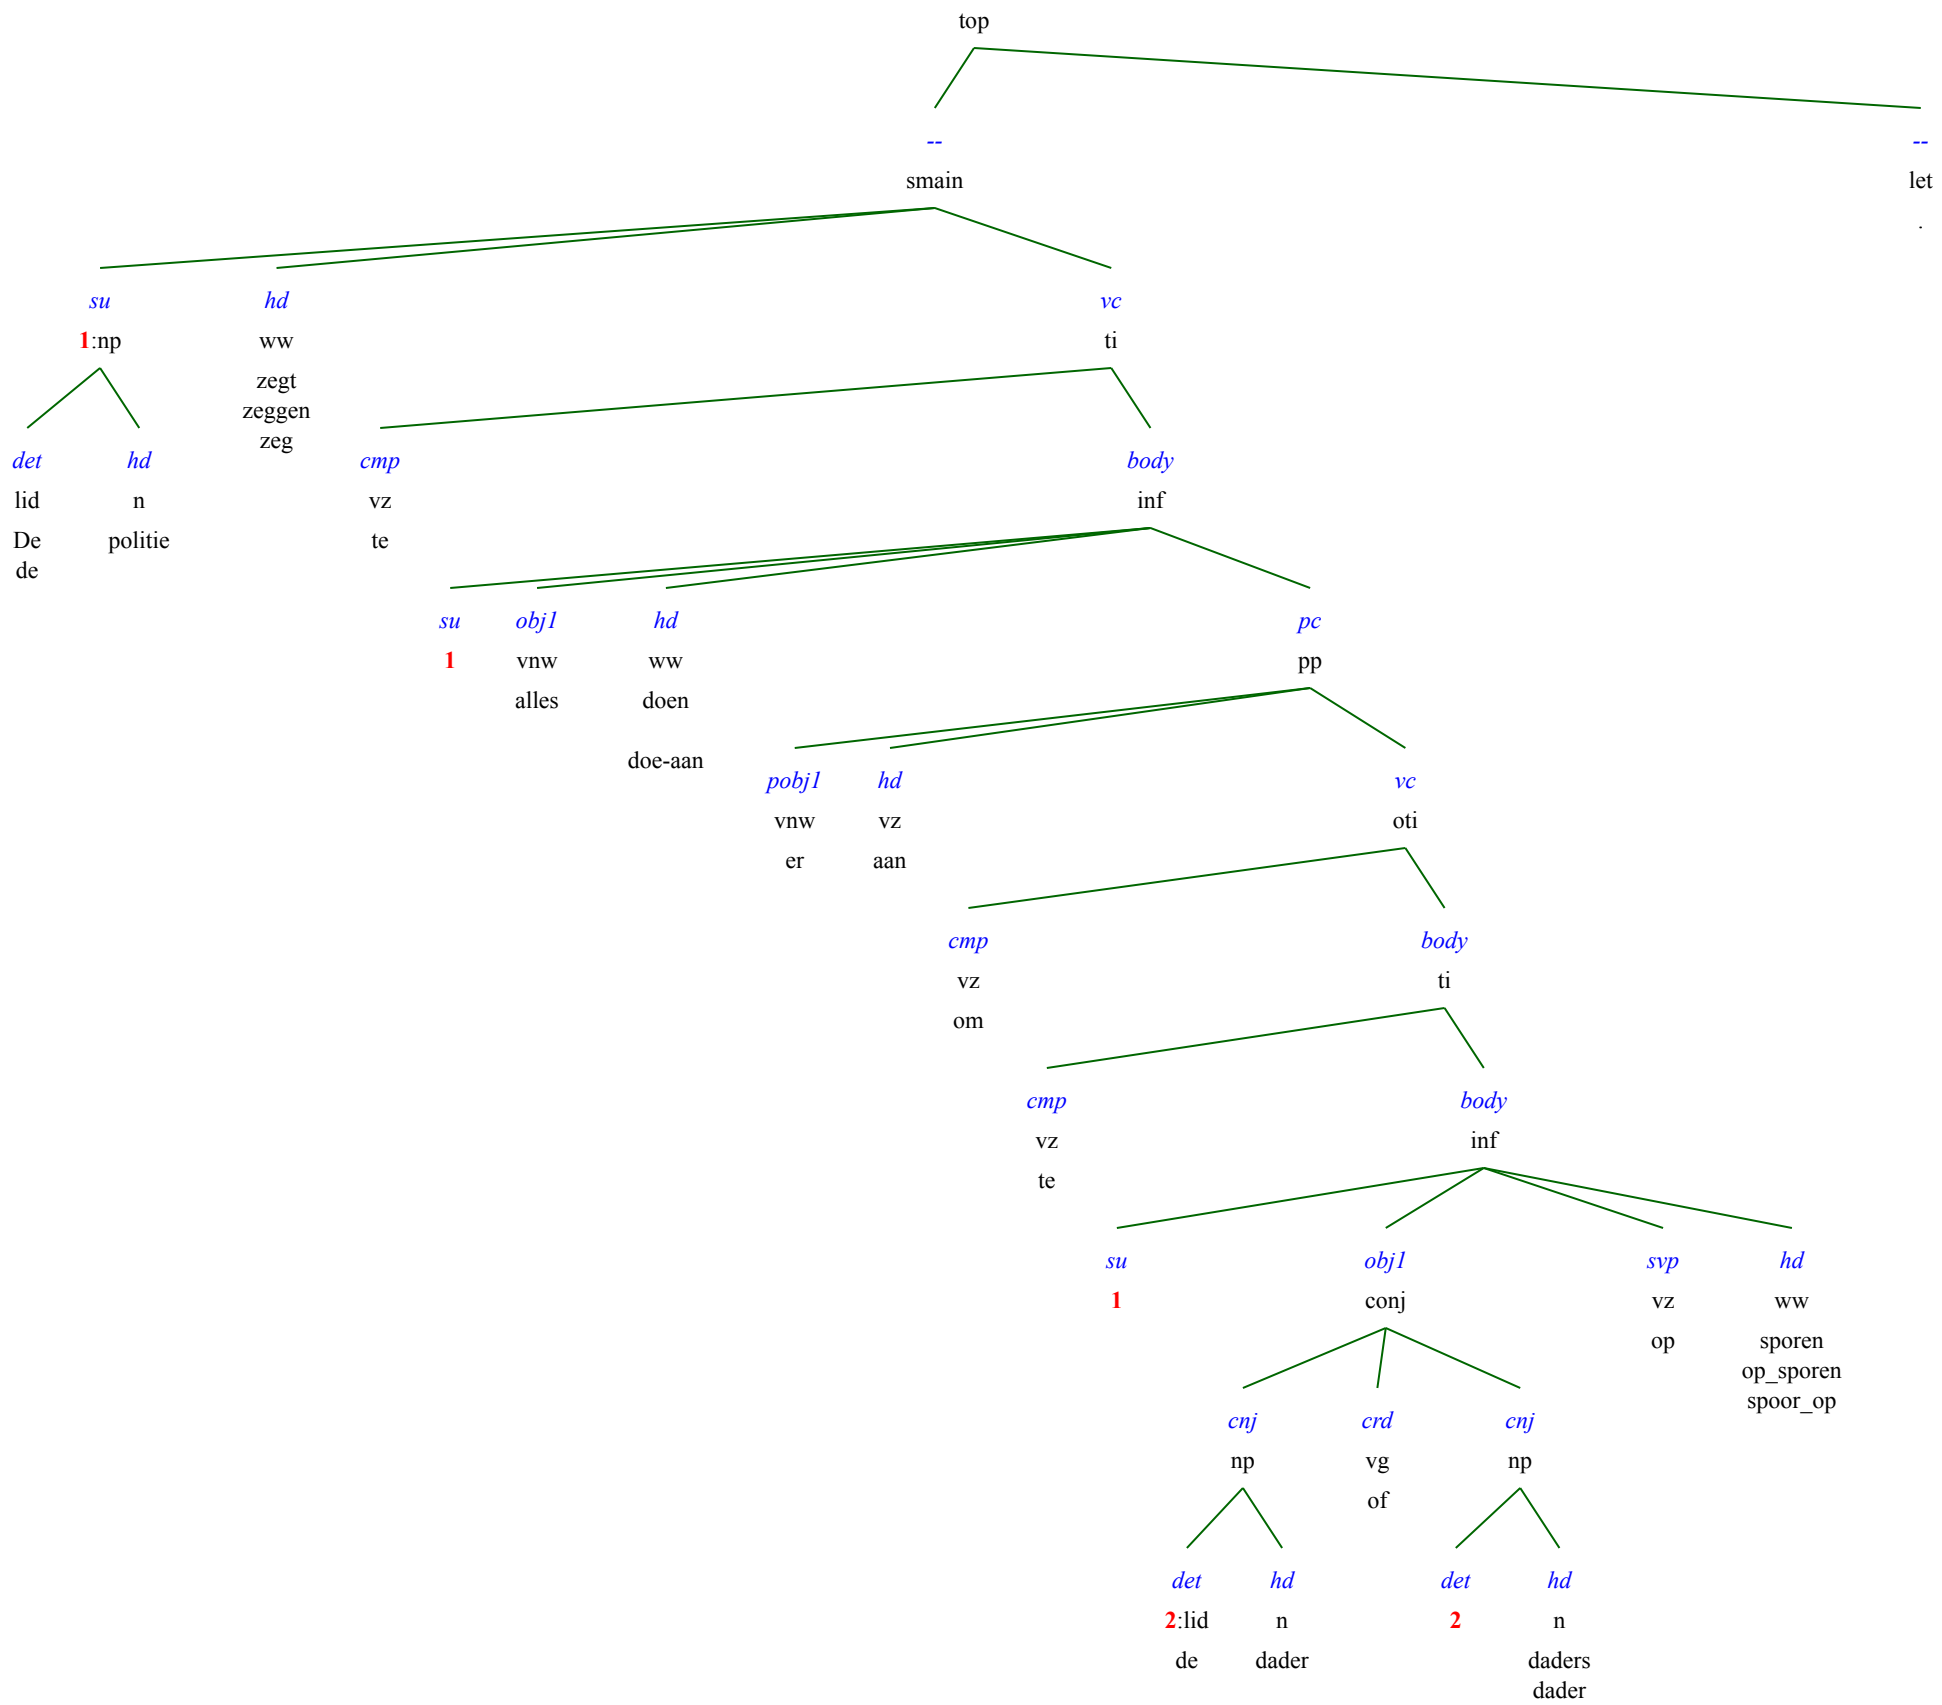 top
-- --
smain let
.
su hd vc
1:np ww ti
zegt
zeggen
zeg
det hd cmp body
lid n vz inf
De politie te
de
su obj1 hd pc
1 vnw ww pp
alles doen
doe-aan
pobj1 hd vc
vnw vz oti
er aan
cmp body
vz ti
om
cmp body
vz inf
te
su obj1 svp hd
1 conj vz ww
op sporen
op_sporen
spoor_op
cnj crd cnj
np vg np
of
det hd det hd
2:lid n 2 n
de dader daders
dader